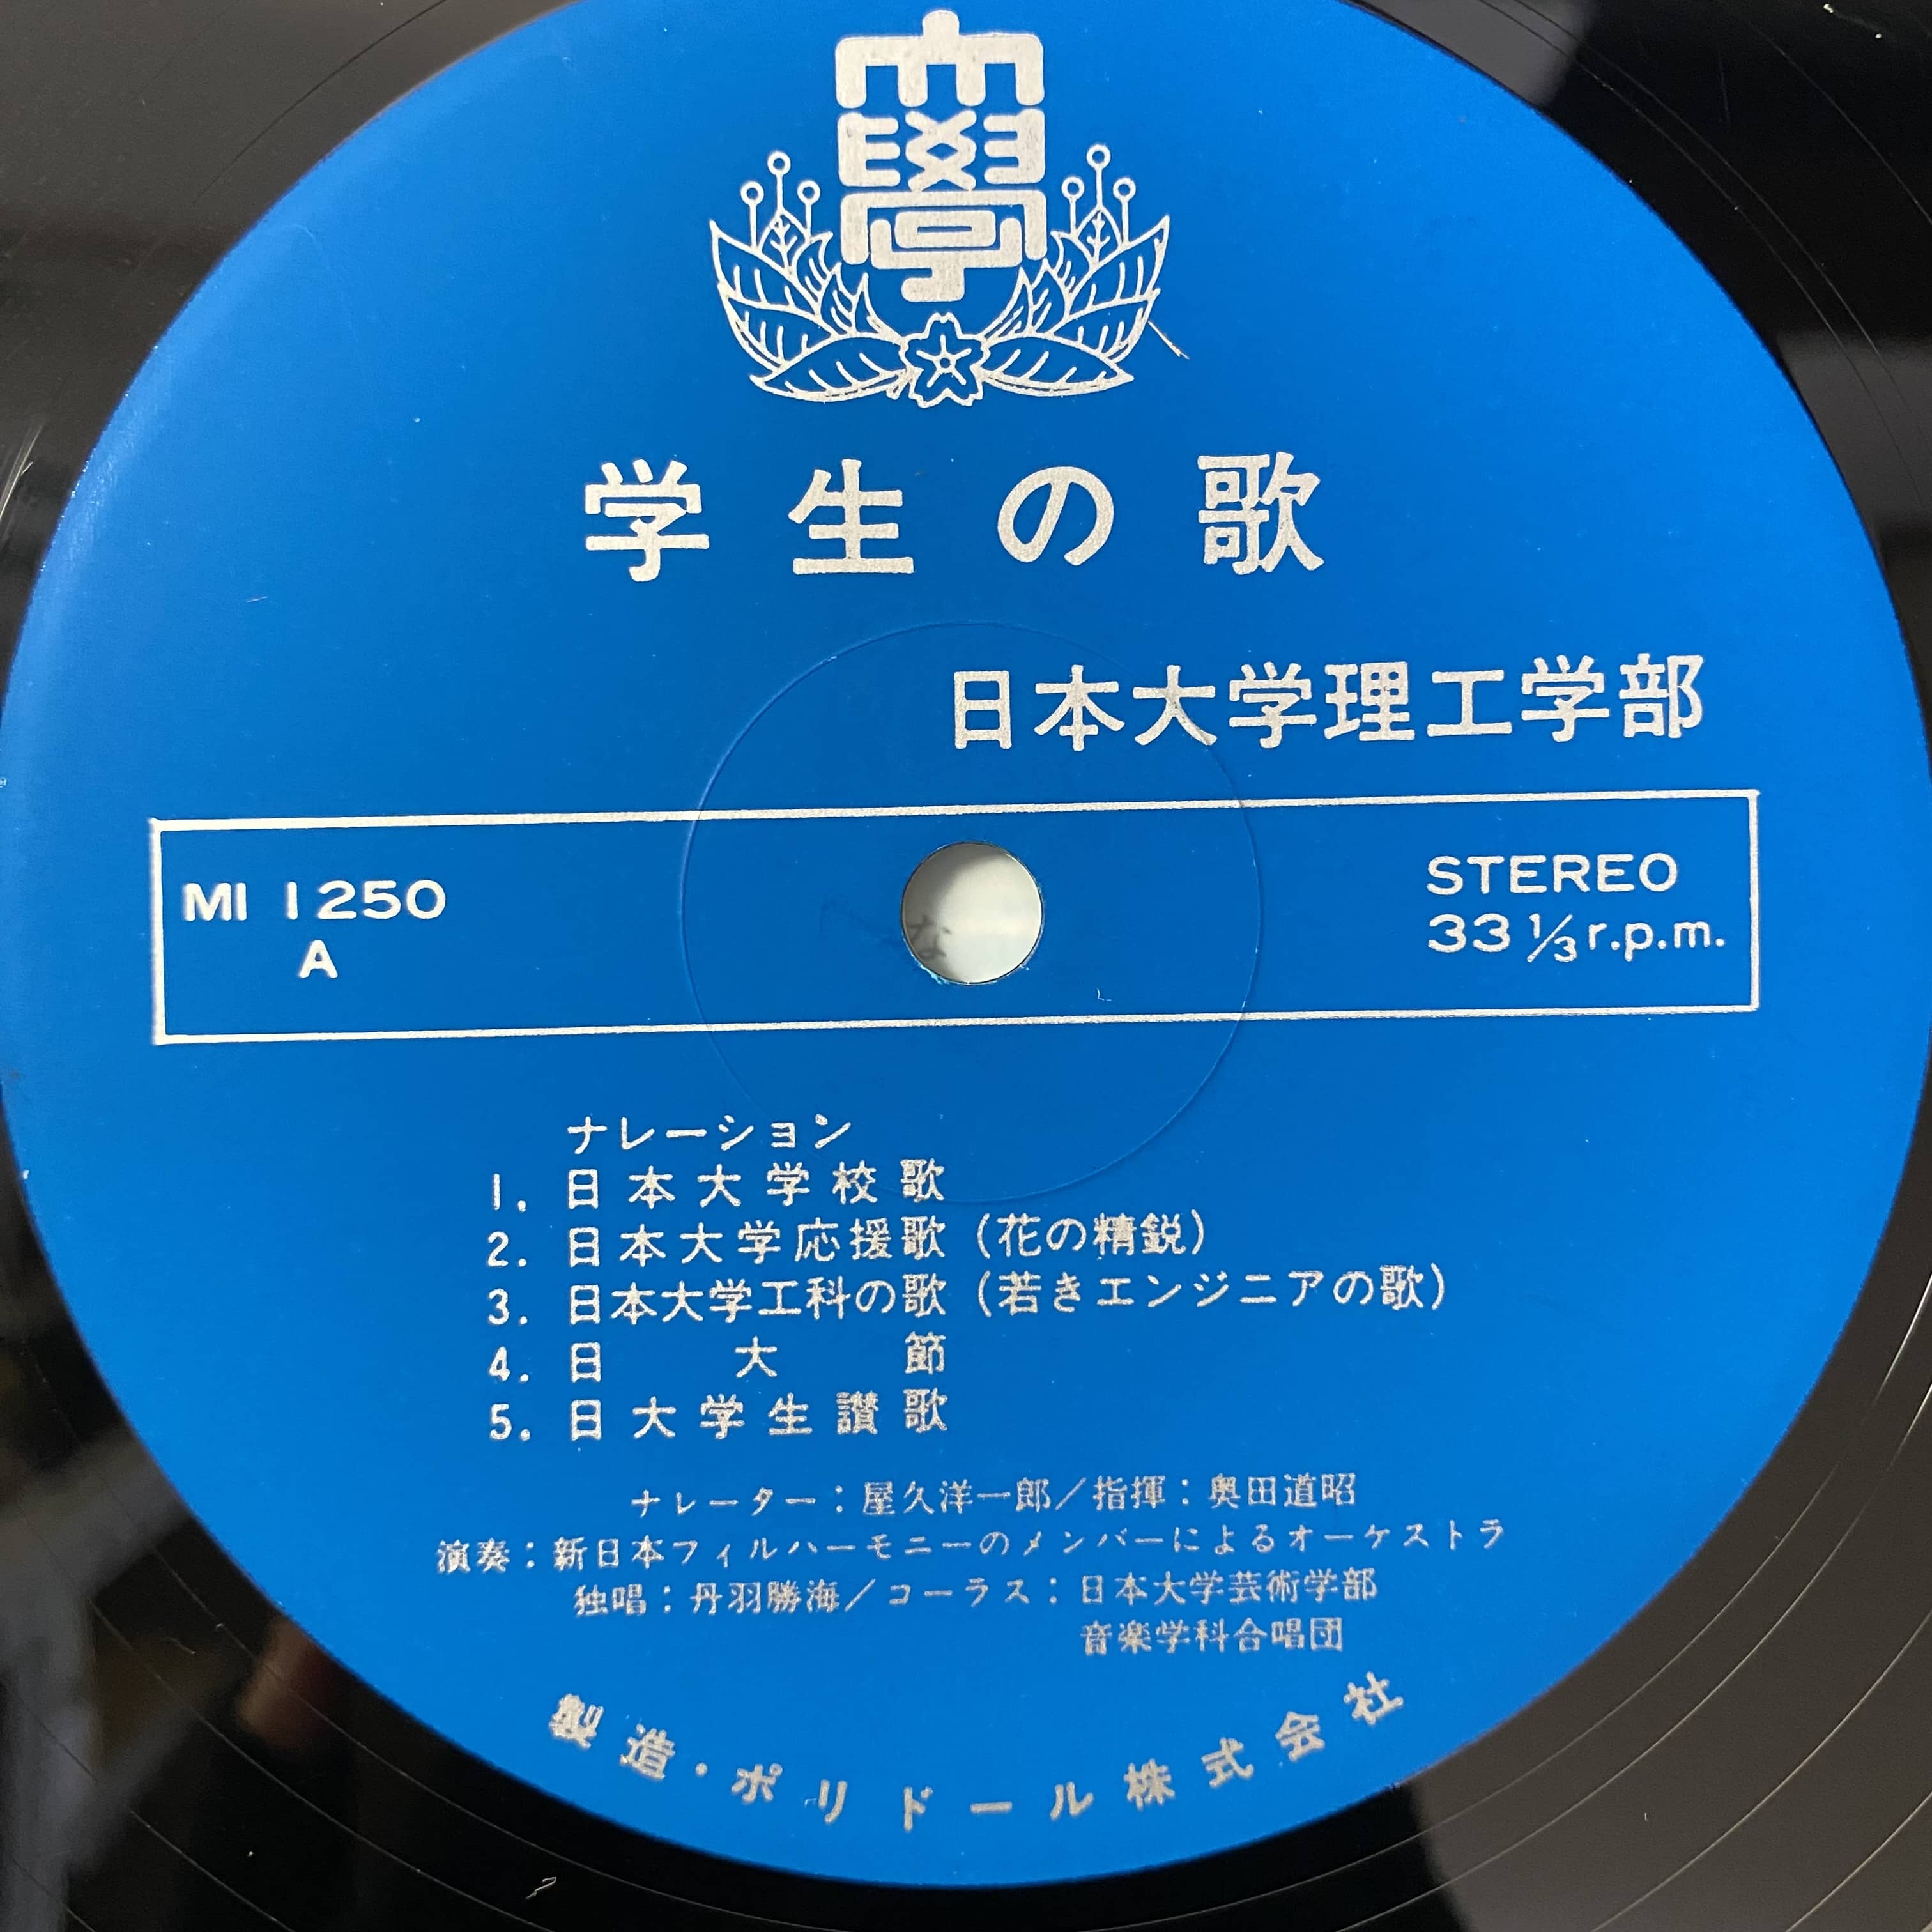 大學
学生の歌
日本大学理工学部
MI 1250
A
STEREO
33 1/3 r.p.m.
ナレーション
1. 日本大学校歌
2. 日本大学応援歌（花の精鋭）
3. 日本大学工科の歌（若きエンジニアの歌）
4. 日大節
5. 日大学生讃歌
ナレーター：屋久洋一郎／指揮：奥田道昭
演奏：新日本フィルハーモニーのメンバーによるオーケストラ
独唱：丹羽勝海／コーラス：日本大学芸術学部
音楽学科合唱団
製造・ポリドール株式会社